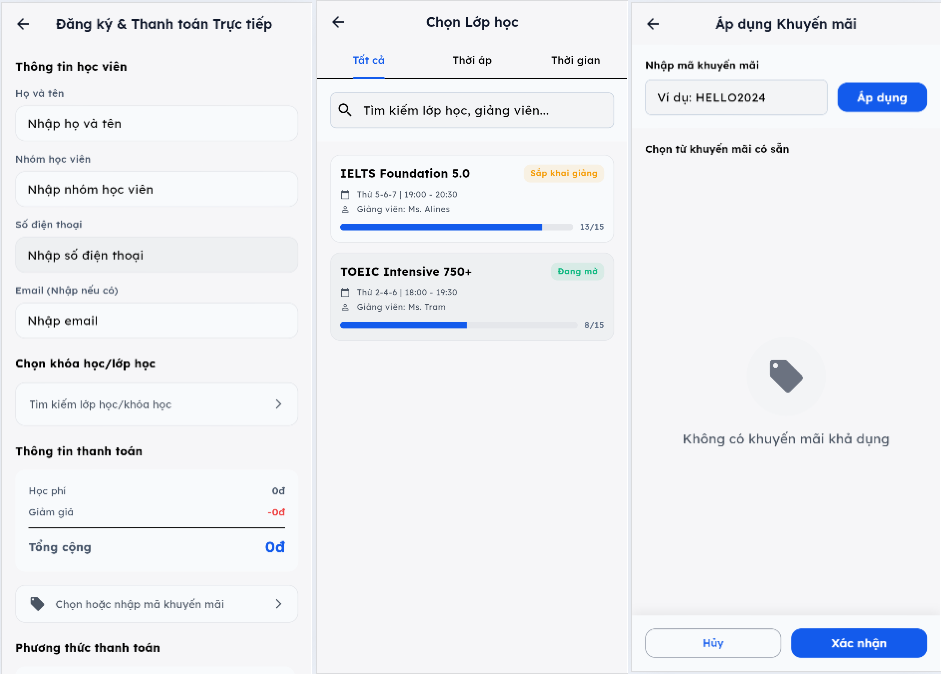 Đăng ký & Thanh toán Trực tiếp
Thông tin học viên
Họ và tên
Nhập họ và tên
Nhóm học viên
Nhập nhóm học viên
Số điện thoại
Nhập số điện thoại
Email (Nhập nếu có)
Nhập email
Chọn khóa học/lớp học
Tìm kiếm lớp học/khóa học
Thông tin thanh toán
Học phí 0đ
Giảm giá -0đ
Tổng cộng 0đ
Chọn hoặc nhập mã khuyến mãi
Phương thức thanh toán
Chọn Lớp học
Tất cả Thời áp Thời gian
Tìm kiếm lớp học, giảng viên...
IELTS Foundation 5.0 Sắp khai giảng
Thứ 5-6-7 | 19:00 - 20:30
Giảng viên: Ms. Alines
13/15
TOEIC Intensive 750+ Đang mở
Thứ 2-4-6 | 18:00 - 19:30
Giảng viên: Ms. Tram
8/15
Áp dụng Khuyến mãi
Nhập mã khuyến mãi
Ví dụ: HELLO2024 Áp dụng
Chọn từ khuyến mãi có sẵn
Không có khuyến mãi khả dụng
Hủy Xác nhận